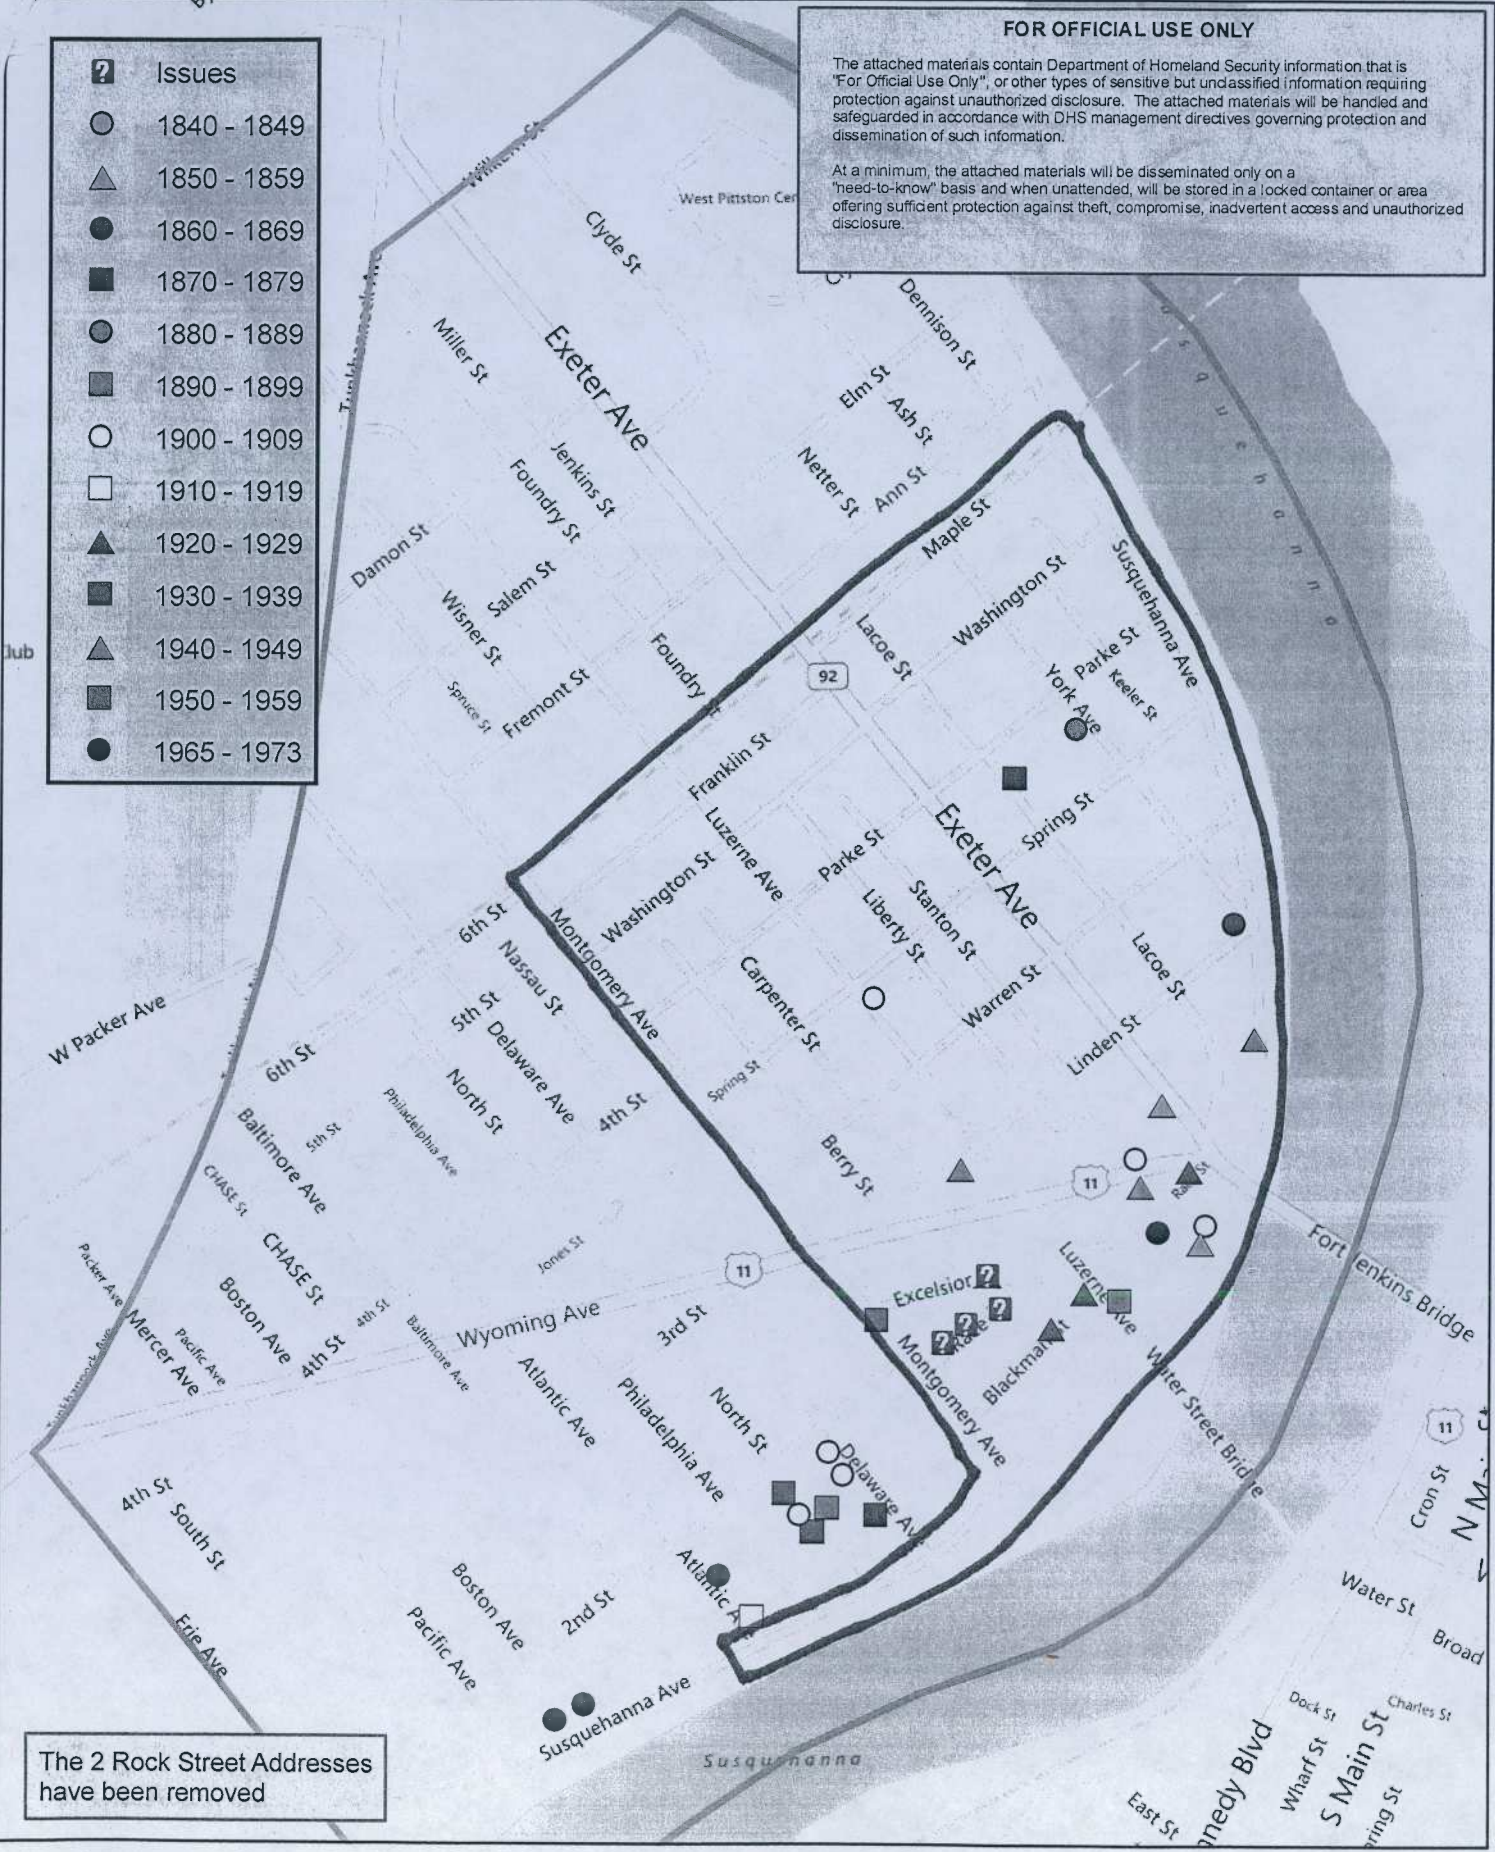 FOR OFFICIAL USE ONLY
The attached materials contain Department of Homeland Security information that is
"For Official Use Only", or other types of sensitive but unclassified information requiring
protection against unauthorized disclosure. The attached materials will be handled and
safeguarded in accordance with DHS management directives governing protection and
dissemination of such information.
At a minimum, the attached materials will be disseminated only on a
"need-to-know" basis and when unattended, will be stored in a locked container or area
offering sufficient protection against theft, compromise, inadvertent access and unauthorized
disclosure.
? Issues
1840 - 1849
1850 - 1859
1860 - 1869
1870 - 1879
1880 - 1889
1890 - 1899
1900 - 1909
1910 - 1919
1920 - 1929
1930 - 1939
1940 - 1949
1950 - 1959
1965 - 1973
West Pittston Cen
Clyde St
Dennison St
Miller St
Exeter Ave
Elm St
Ash St
Jenkins St
Foundry St
Netter St
Ann St
Maple St
Damon St
Salem St
Wisner St
Washington St
Susquehanna Ave
Susquehanna
Lacoe St
Foundry St
Parke St
Keeler St
York Ave
92
Spruce St
Fremont St
Franklin St
Luzerne Ave
Parke St
Spring St
Exeter Ave
Washington St
Liberty St
Stanton St
6th St
Montgomery Ave
Nassau St
Carpenter St
Warren St
Lacoe St
W Packer Ave
5th St
Delaware Ave
Linden St
6th St
North St
4th St
Spring St
Philadelphia Ave
Baltimore Ave
5th St
Berry St
CHASE St
11
CHASE St
Jones St
11
Packer Ave
Boston Ave
Mercer Ave
Pacific Ave
4th St
4th St
Baltimore Ave
Wyoming Ave
3rd St
Excelsior
?
?
?
?
Luzerne Ave
Fort Jenkins Bridge
Tunkhannock Ave
Atlantic Ave
Philadelphia Ave
North St
Montgomery Ave
Blackman St
Water Street Bridge
11
Delaware Ave
4th St
South St
Cron St
N Main St
Atlantic Ave
Boston Ave
2nd St
Pacific Ave
Erie Ave
Water St
Broad
Susquehanna Ave
Susquehanna
Dock St
Charles St
Wharf St
S Main St
nnedy Blvd
East St
aring St
The 2 Rock Street Addresses
have been removed